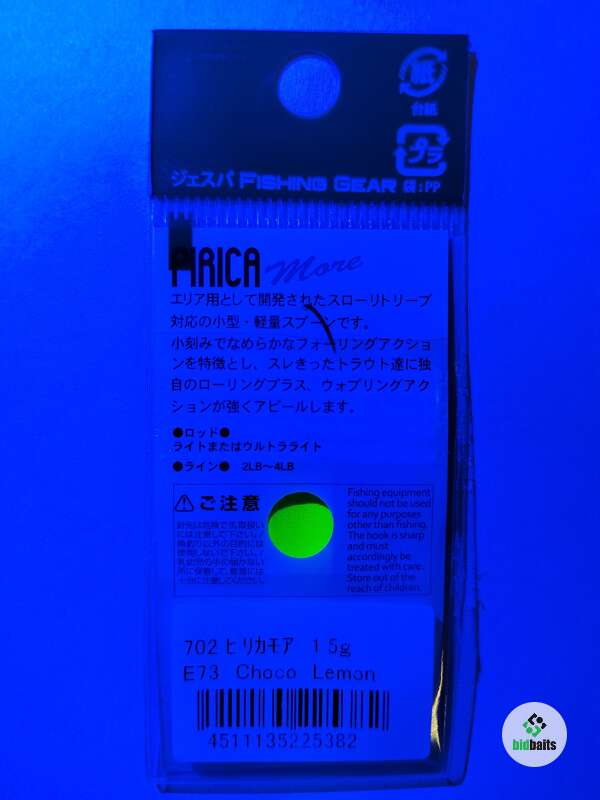 紙
台紙
プラ
ジェスパ FISHING GEAR 袋:PP
PIRICA More
エリア用として開発されたスローリトリーブ
対応の小型・軽量スプーンです。
小刻みでなめらかなフォーリングアクショ
ンを特徴とし、スレきったトラウト達に独
自のローリングプラス、ウォブリングアク
ションが強くアピールします。
●ロッド●
ライトまたはウルトラライト
●ライン● 2LB〜4LB
ご注意
Fishing equipment
should not be used
for any purposes
other than fishing.
The hook is sharp
and must
accordingly be
treated with care.
Store out of the
reach of children.
702 ピリカモア 1.5g
E73 Choco Lemon
4511135225382
bidbaits